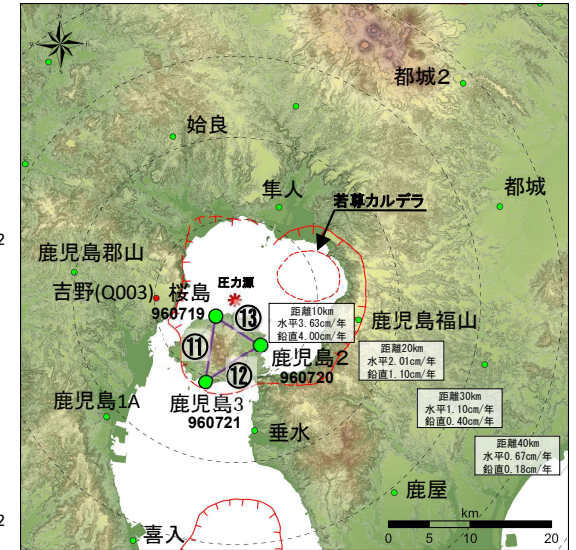 都城2
姶良
隼人
若尊カルデラ
都城
2
鹿児島郡山
吉野(Q003)
桜島
圧力源
960719
⑬
距離10km
水平3.63cm/年
鉛直4.00cm/年
鹿児島福山
⑪
鹿児島2
距離20km
水平2.01cm/年
鉛直1.10cm/年
⑫
960720
鹿児島1A
鹿児島3
960721
距離30km
水平1.10cm/年
鉛直0.40cm/年
垂水
距離40km
水平0.67cm/年
鉛直0.18cm/年
鹿屋
2
喜入
km
0 5 10 20